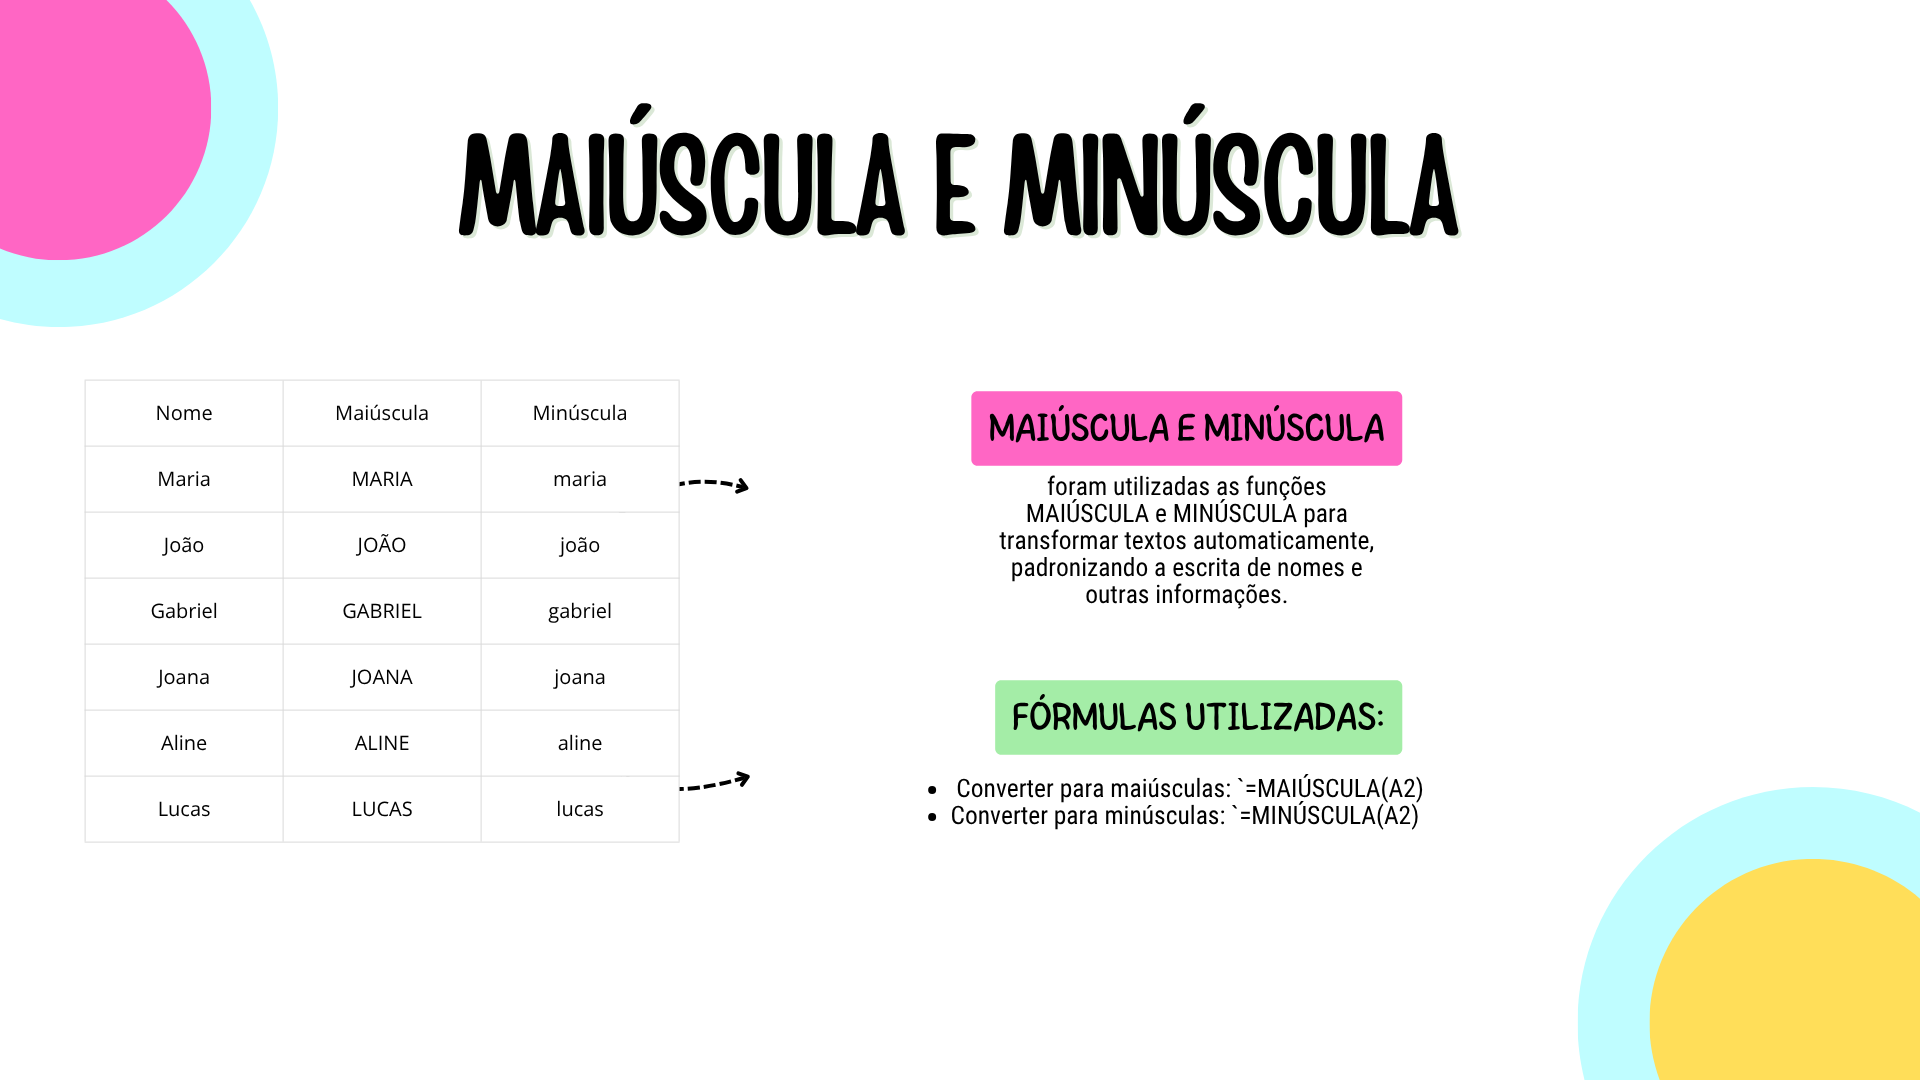 MAIÚSCULA E MINÚSCULA
Nome Maiúscula Minúscula
Maria MARIA maria
João JOÃO joão
Gabriel GABRIEL gabriel
Joana JOANA joana
Aline ALINE aline
Lucas LUCAS lucas
MAIÚSCULA E MINÚSCULA
foram utilizadas as funções
MAIÚSCULA e MINÚSCULA para
transformar textos automaticamente,
padronizando a escrita de nomes e
outras informações.
FÓRMULAS UTILIZADAS:
• Converter para maiúsculas: `=MAIÚSCULA(A2)
• Converter para minúsculas: `=MINÚSCULA(A2)